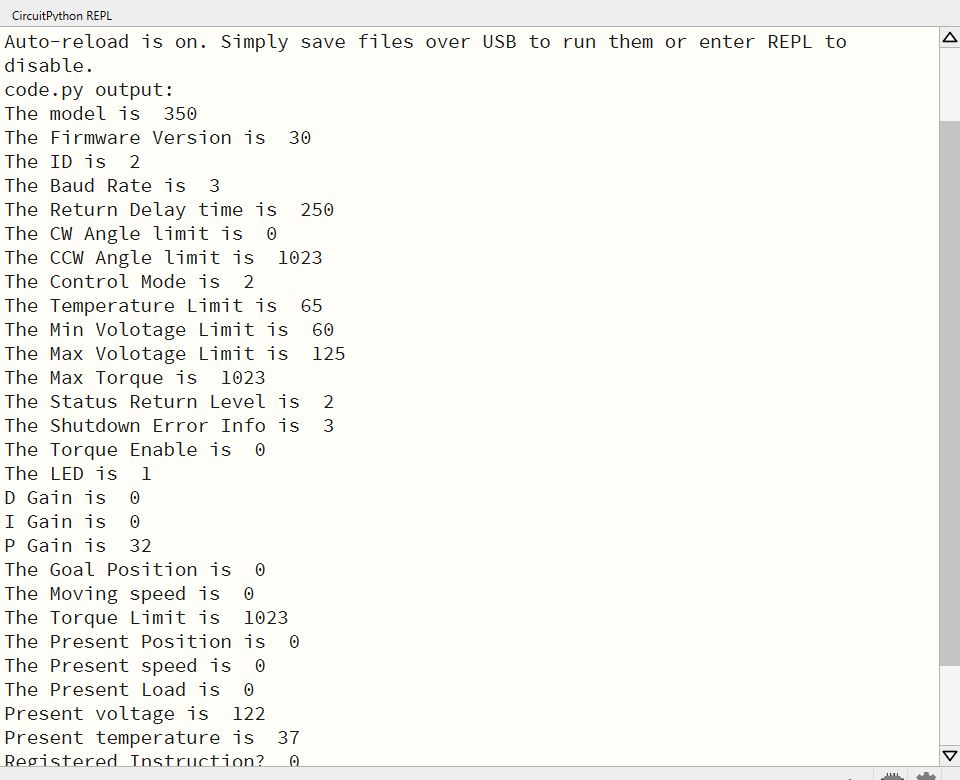 CircuitPython REPL
Auto-reload is on. Simply save files over USB to run them or enter REPL to
disable.
code.py output:
The model is  350
The Firmware Version is  30
The ID is  2
The Baud Rate is  3
The Return Delay time is  250
The CW Angle limit is  0
The CCW Angle limit is  1023
The Control Mode is  2
The Temperature Limit is  65
The Min Volotage Limit is  60
The Max Volotage Limit is  125
The Max Torque is  1023
The Status Return Level is  2
The Shutdown Error Info is  3
The Torque Enable is  0
The LED is  1
D Gain is  0
I Gain is  0
P Gain is  32
The Goal Position is  0
The Moving speed is  0
The Torque Limit is  1023
The Present Position is  0
The Present speed is  0
The Present Load is  0
Present voltage is  122
Present temperature is  37
Registered Instruction?  0